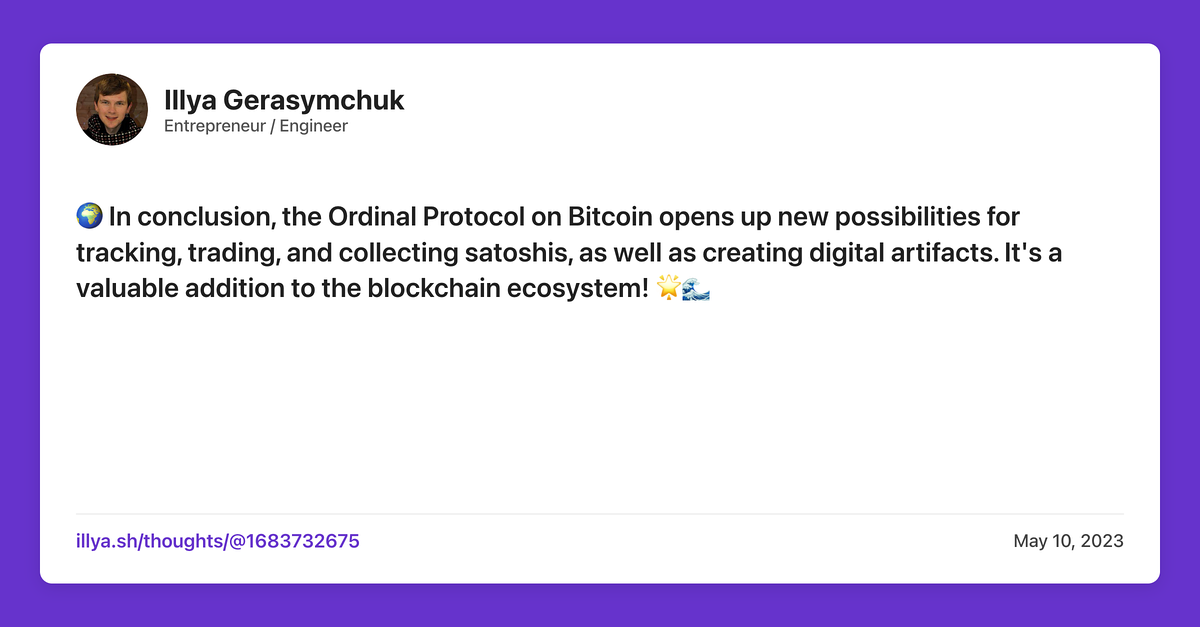 Illya Gerasymchuk
Entrepreneur / Engineer
🌍 In conclusion, the Ordinal Protocol on Bitcoin opens up new possibilities for
tracking, trading, and collecting satoshis, as well as creating digital artifacts. It's a
valuable addition to the blockchain ecosystem! 🌟🌊
illya.sh/thoughts/@1683732675
May 10, 2023